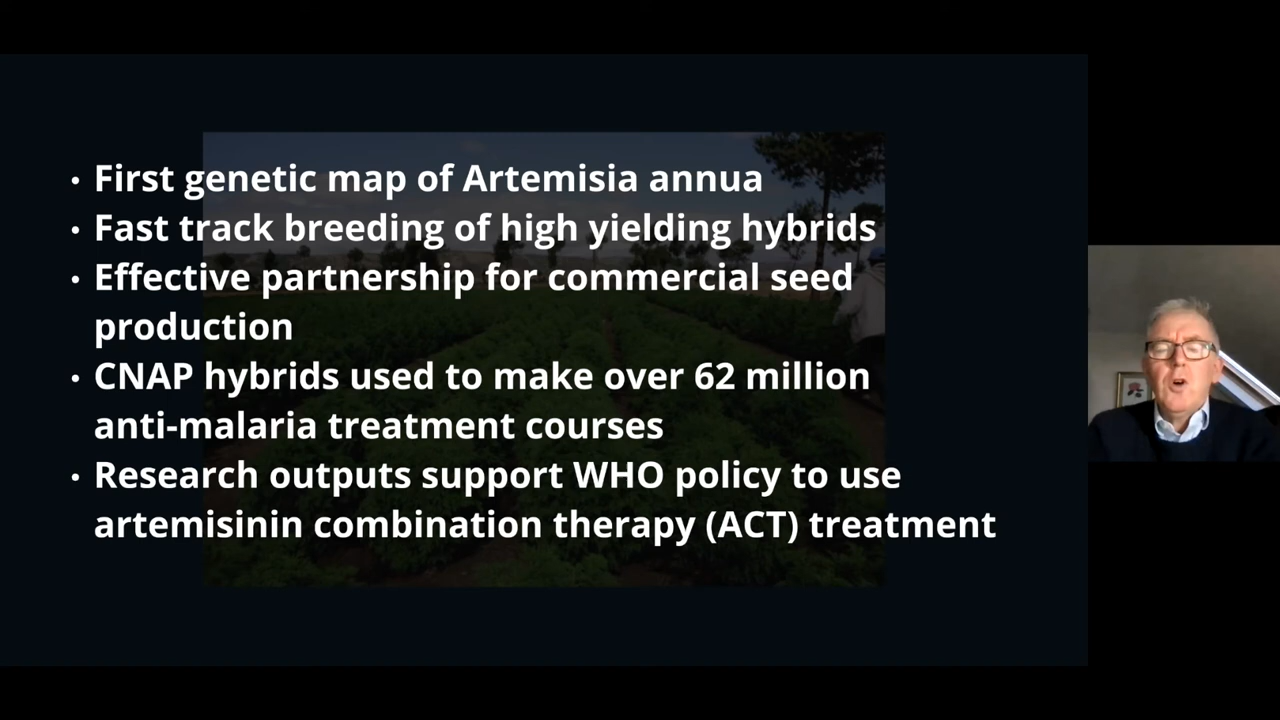 • First genetic map of Artemisia annua
• Fast track breeding of high yielding hybrids
• Effective partnership for commercial seed
production
• CNAP hybrids used to make over 62 million
anti-malaria treatment courses
• Research outputs support WHO policy to use
artemisinin combination therapy (ACT) treatment